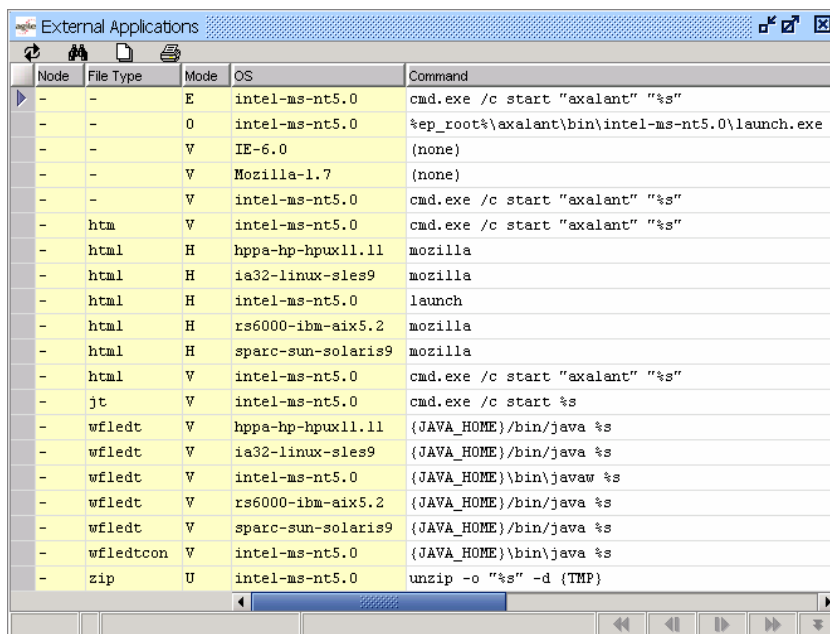 agile External Applications
Node File Type Mode OS Command
- - E intel-ms-nt5.0 cmd.exe /c start "axalant" "%s"
- - O intel-ms-nt5.0 %ep_root%\axalant\bin\intel-ms-nt5.0\launch.exe
- - V IE-6.0 (none)
- - V Mozilla-1.7 (none)
- - V intel-ms-nt5.0 cmd.exe /c start "axalant" "%s"
- htm V intel-ms-nt5.0 cmd.exe /c start "axalant" "%s"
- html H hppa-hp-hpux11.11 mozilla
- html H ia32-linux-sles9 mozilla
- html H intel-ms-nt5.0 launch
- html H rs6000-ibm-aix5.2 mozilla
- html H sparc-sun-solaris9 mozilla
- html V intel-ms-nt5.0 cmd.exe /c start "axalant" "%s"
- jt V intel-ms-nt5.0 cmd.exe /c start %s
- wfledt V hppa-hp-hpux11.11 {JAVA_HOME}/bin/java %s
- wfledt V ia32-linux-sles9 {JAVA_HOME}/bin/java %s
- wfledt V intel-ms-nt5.0 {JAVA_HOME}\bin\javaw %s
- wfledt V rs6000-ibm-aix5.2 {JAVA_HOME}/bin/java %s
- wfledt V sparc-sun-solaris9 {JAVA_HOME}/bin/java %s
- wfledtcon V intel-ms-nt5.0 {JAVA_HOME}\bin\java %s
- zip U intel-ms-nt5.0 unzip -o "%s" -d {TMP}